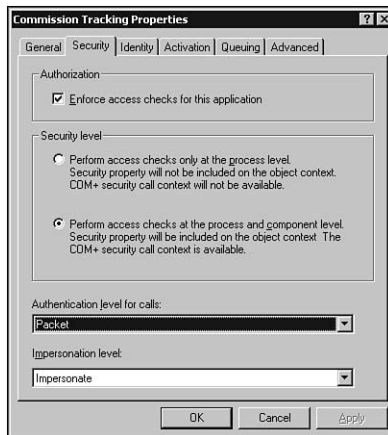 Commission Tracking Properties
General Security Identity Activation Queuing Advanced
Authorization
Enforce access checks for this application
Security level
Perform access checks only at the process level.
Security property will not be included on the object context.
COM+ security call context will not be available.
Perform access checks at the process and component level.
Security property will be included on the object context The
COM+ security call context is available.
Authentication level for calls:
Packet
Impersonation level:
Impersonate
OK Cancel Apply